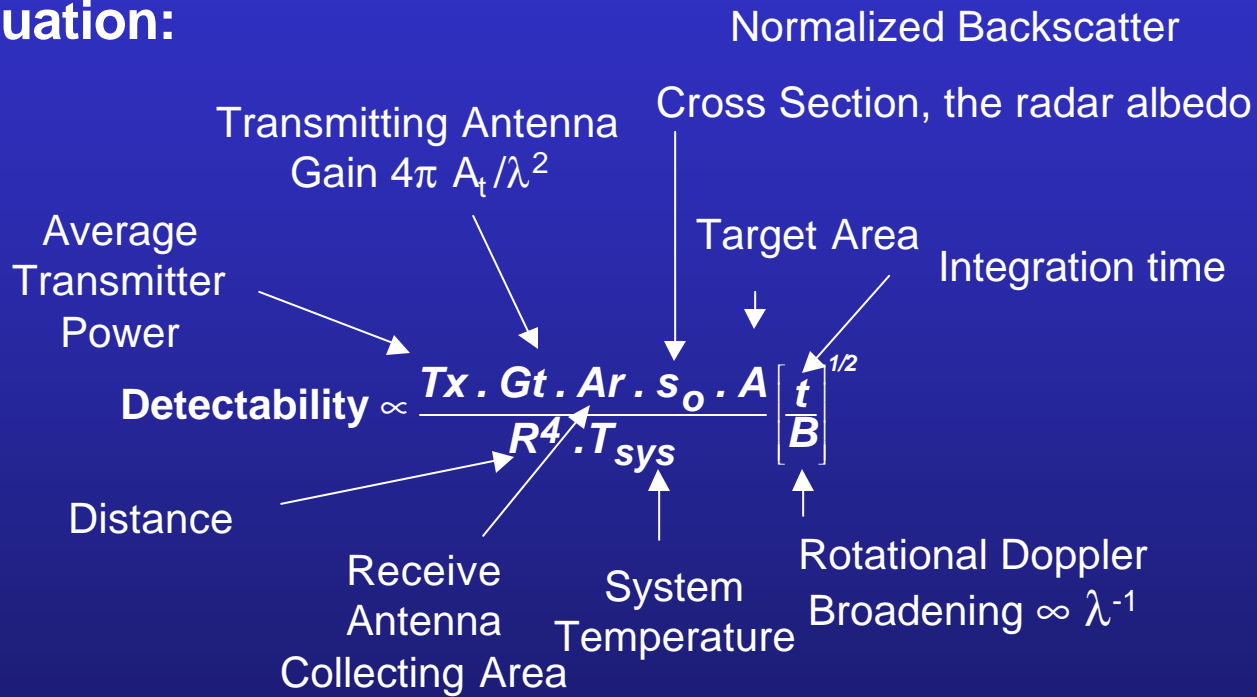 uation:
Normalized Backscatter
Cross Section, the radar albedo
Transmitting Antenna
Gain 4π Aₜ/λ²
Average
Transmitter
Power
Target Area
Integration time
Detectability ∝ Tx . Gt . Ar . sₒ . A [t/B]^1/2
R⁴ .T_sys
Distance
Receive
Antenna
Collecting Area
System
Temperature
Rotational Doppler
Broadening ∞ λ⁻¹